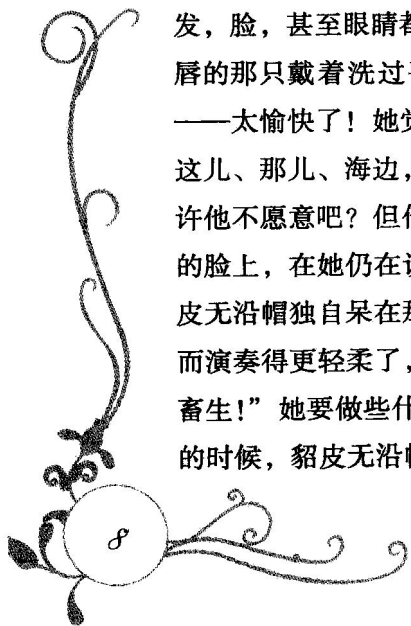 发，脸，甚至眼睛都
唇的那只戴着洗过
——太愉快了！她觉
这儿、那儿、海边，
许他不愿意吧？但他
的脸上，在她仍在说
皮无沿帽独自呆在那
而演奏得更轻柔了，
畜生！”她要做些什
的时候，貂皮无沿帽
8